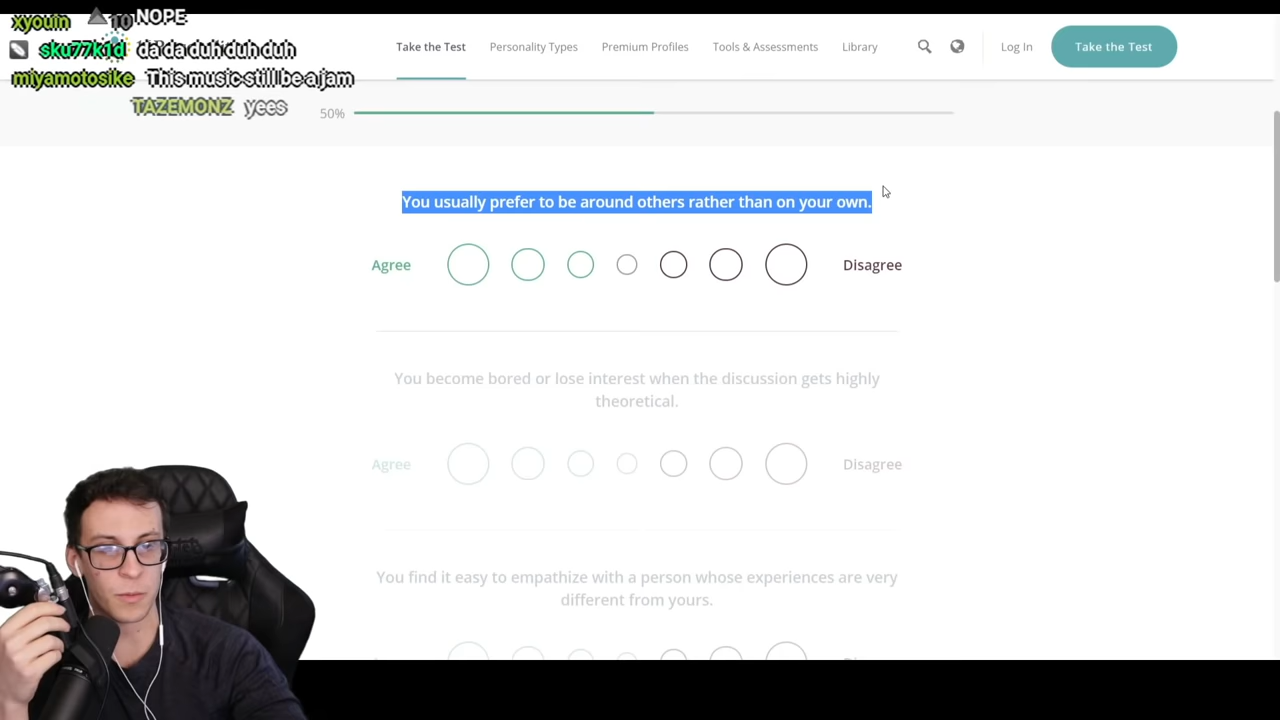 xyouin NOPE
sku77k1d da da duh duh duh
miyamotosike This music still be a jam
TAZEMONZ yees
Take the Test Personality Types Premium Profiles Tools & Assessments Library Log In Take the Test
50%
You usually prefer to be around others rather than on your own.
Agree Disagree
You become bored or lose interest when the discussion gets highly
theoretical.
Agree Disagree
You find it easy to empathize with a person whose experiences are very
different from yours.